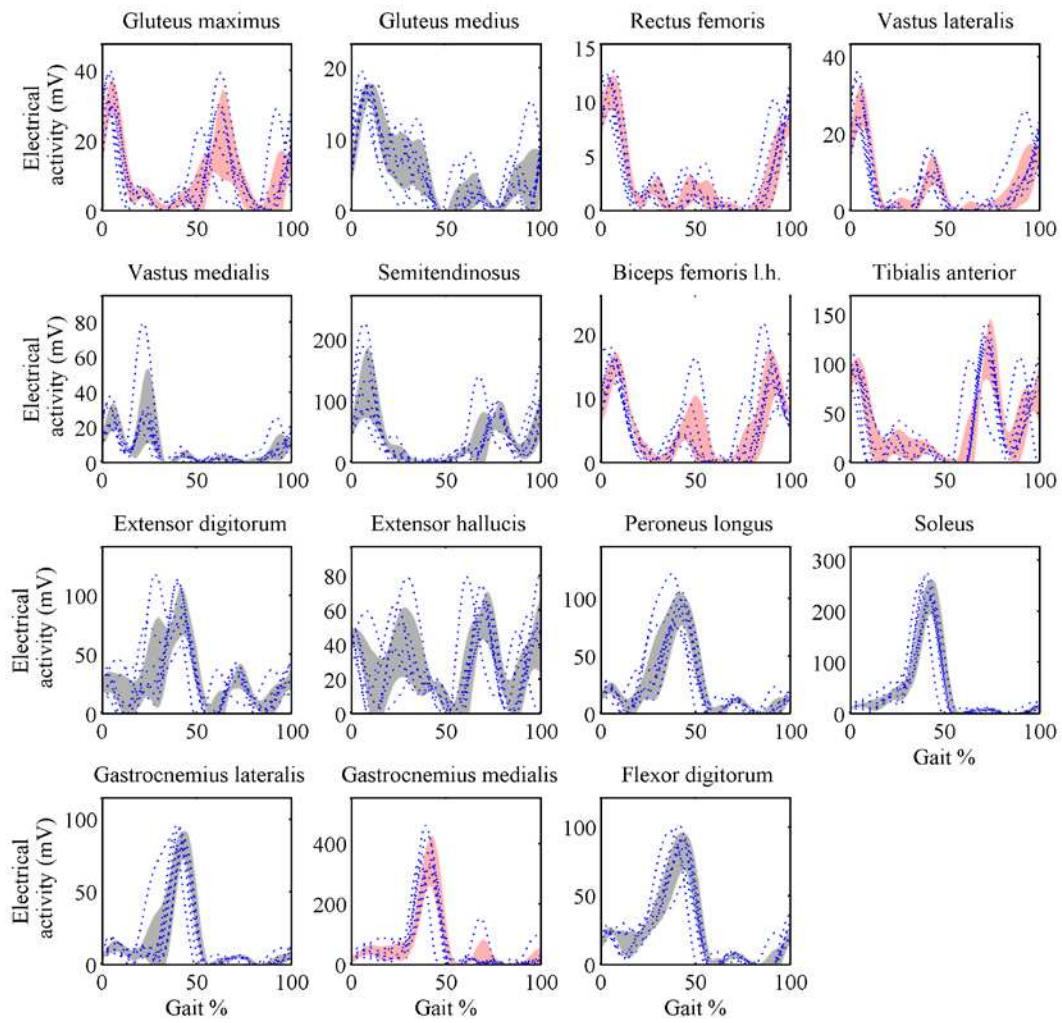 Gluteus maximus Gluteus medius Rectus femoris Vastus lateralis
Electrical activity (mV)
40
20
0
0 50 100
20
10
0
0 50 100
15
10
5
0
0 50 100
40
20
0
0 50 100
Vastus medialis Semitendinosus Biceps femoris l.h. Tibialis anterior
Electrical activity (mV)
80
60
40
20
0
0 50 100
200
100
0
0 50 100
20
10
0
0 50 100
150
100
50
0
0 50 100
Extensor digitorum Extensor hallucis Peroneus longus Soleus
Electrical activity (mV)
100
50
0
0 50 100
80
60
40
20
0
0 50 100
100
50
0
0 50 100
300
200
100
0
0 50 100
Gait %
Gastrocnemius lateralis Gastrocnemius medialis Flexor digitorum
Electrical activity (mV)
100
50
0
0 50 100
Gait %
400
200
0
0 50 100
Gait %
100
50
0
0 50 100
Gait %